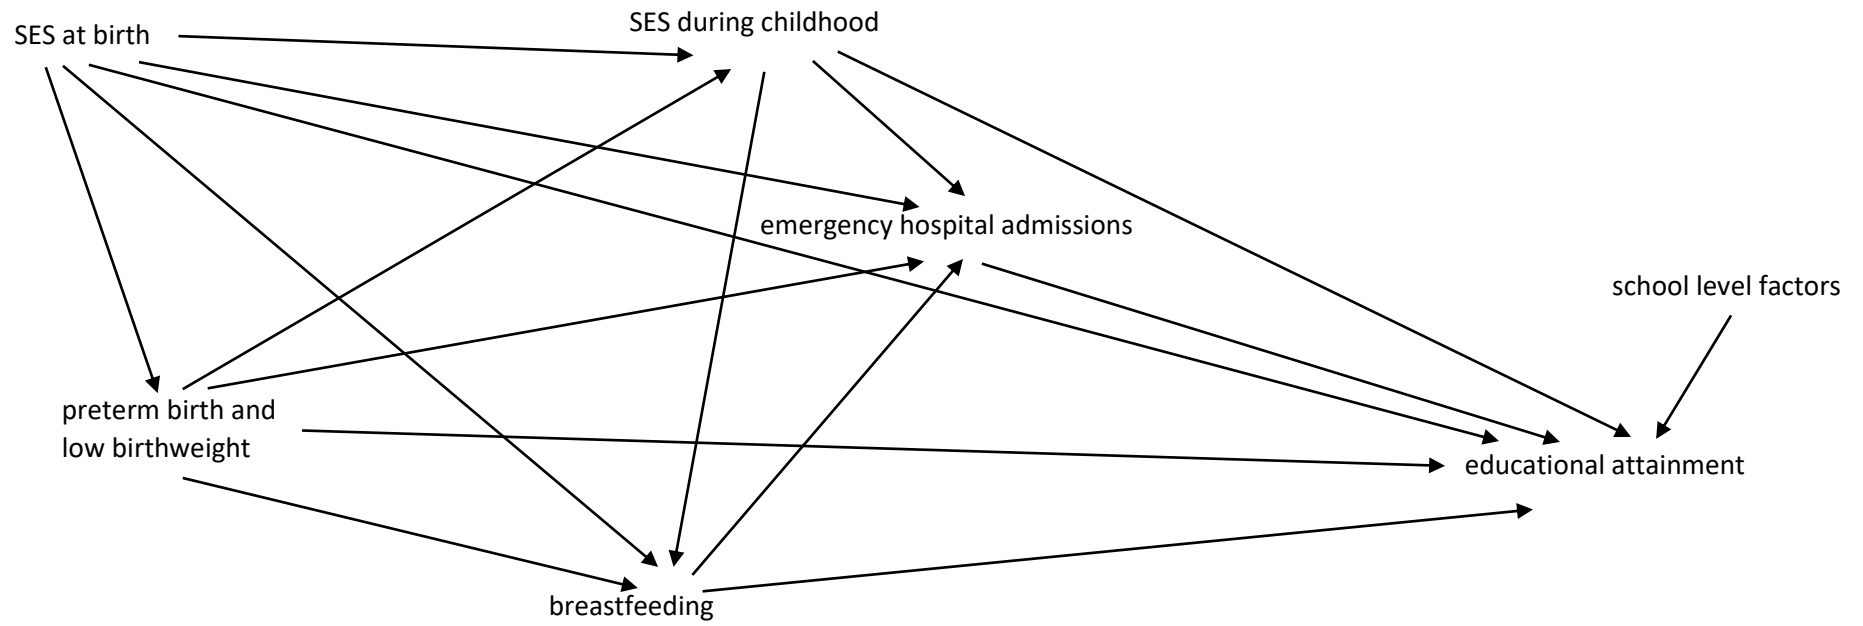 SES at birth
SES during childhood
emergency hospital admissions
school level factors
preterm birth and
low birthweight
educational attainment
breastfeeding